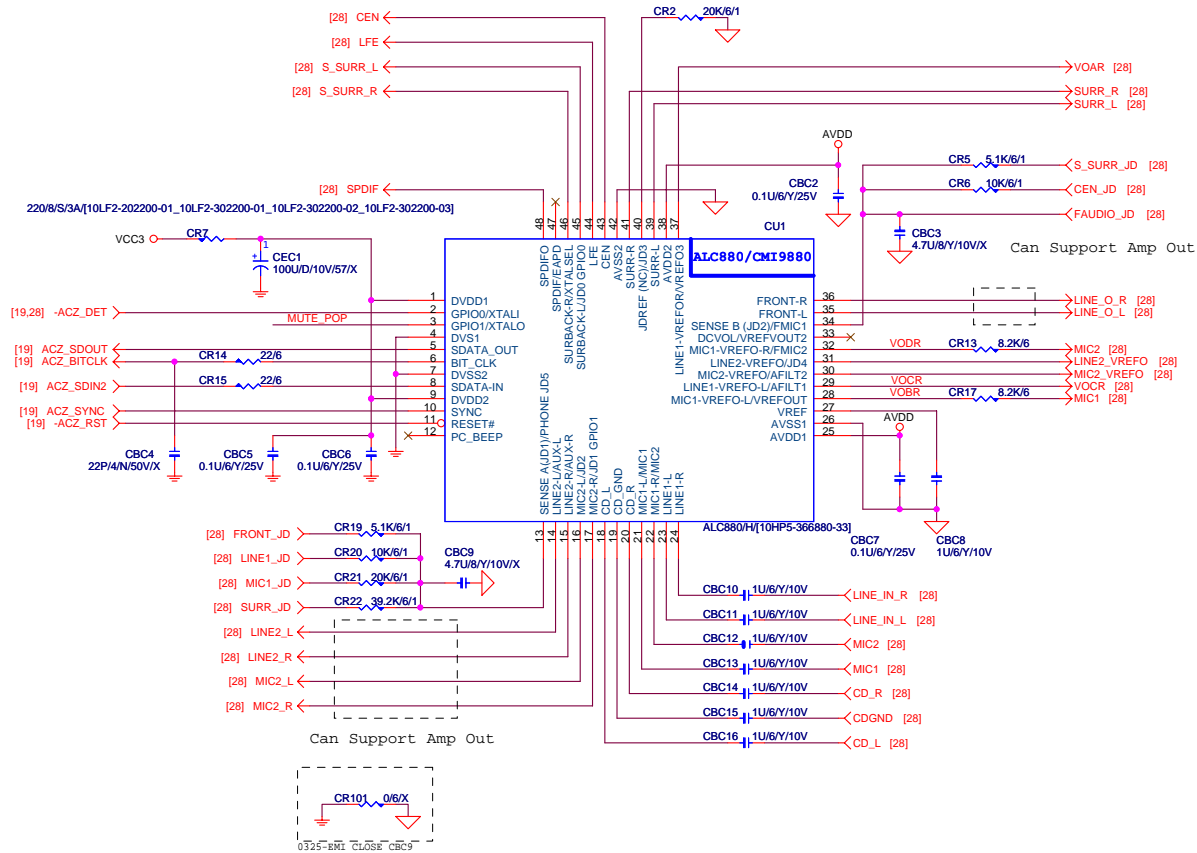 [28] CEN
CR2 20K/6/1
[28] LFE
[28] S_SURR_L
VOAR [28]
[28] S_SURR_R
SURR_R [28]
SURR_L [28]
AVDD
CR5 5.1K/6/1 S_SURR_JD [28]
CBC2
0.1U/6/Y/25V
CR6 10K/6/1 CEN_JD [28]
[28] SPDIF
220/8/S/3A/[10LF2-202200-01_10LF2-302200-01_10LF2-302200-02_10LF2-302200-03]
FAUDIO_JD [28]
CBC3
4.7U/8/Y/10V/X
Can Support Amp Out
VCC3 CR7
1
+
CEC1
100U/D/10V/57/X
48 47 46 45 44 43 42 41 40 39 38 37
CU1
ALC880/CMI9880
SPDIFO
SPDIF/EAPD
SURBACK-R/XTALSEL
SURBACK-L/JD0 GPIO0
LFE
CEN
AVSS2
SURR-R
JDREF (NC)/JD3
SURR-L
AVDD2
LINE1-VREFOR/VREFO3
1 DVDD1
2 GPIO0/XTALI
3 GPIO1/XTALO
4 DVS1
5 SDATA_OUT
6 BIT_CLK
7 DVSS2
8 SDATA-IN
9 DVDD2
10 SYNC
11 RESET#
12 PC_BEEP
[19,28] -ACZ_DET
MUTE_POP
[19] ACZ_SDOUT
[19] ACZ_BITCLK CR14 22/6
[19] ACZ_SDIN2 CR15 22/6
[19] ACZ_SYNC
[19] -ACZ_RST
FRONT-R 36 LINE_O_R [28]
FRONT-L 35 LINE_O_L [28]
SENSE B (JD2)/FMIC1 34
DCVOL/VREFVOUT2 33
MIC1-VREFO-R/FMIC2 32 VODR CR13 8.2K/6 MIC2 [28]
LINE2-VREFO/JD4 31 LINE2_VREFO [28]
MIC2-VREFO/AFILT2 30 MIC2_VREFO [28]
LINE1-VREFO-L/AFILT1 29 VOCR VOCR [28]
MIC1-VREFO-L/VREFOUT 28 VOBR CR17 8.2K/6 MIC1 [28]
VREF 27
AVSS1 26
AVDD1 25
AVDD
CBC4
22P/4/N/50V/X
CBC5
0.1U/6/Y/25V
CBC6
0.1U/6/Y/25V
SENSE A(JD1)/PHONE JD5
LINE2-L/AUX-L
LINE2-R/AUX-R
MIC2-L/JD2
MIC2-R/JD1 GPIO1
CD_L
CD_GND
CD_R
MIC1-L/MIC1
MIC1-R/MIC2
LINE1-L
LINE1-R
13 14 15 16 17 18 19 20 21 22 23 24
ALC880/H/[10HP5-366880-33]
CBC7
0.1U/6/Y/25V
CBC8
1U/6/Y/10V
[28] FRONT_JD CR19 5.1K/6/1
[28] LINE1_JD CR20 10K/6/1
CBC9
4.7U/8/Y/10V/X
[28] MIC1_JD CR21 20K/6/1
[28] SURR_JD CR22 39.2K/6/1
[28] LINE2_L
[28] LINE2_R
[28] MIC2_L
[28] MIC2_R
Can Support Amp Out
CBC10 1U/6/Y/10V LINE_IN_R [28]
CBC11 1U/6/Y/10V LINE_IN_L [28]
CBC12 1U/6/Y/10V MIC2 [28]
CBC13 1U/6/Y/10V MIC1 [28]
CBC14 1U/6/Y/10V CD_R [28]
CBC15 1U/6/Y/10V CDGND [28]
CBC16 1U/6/Y/10V CD_L [28]
CR101 0/6/X
0325-EMI CLOSE CBC9